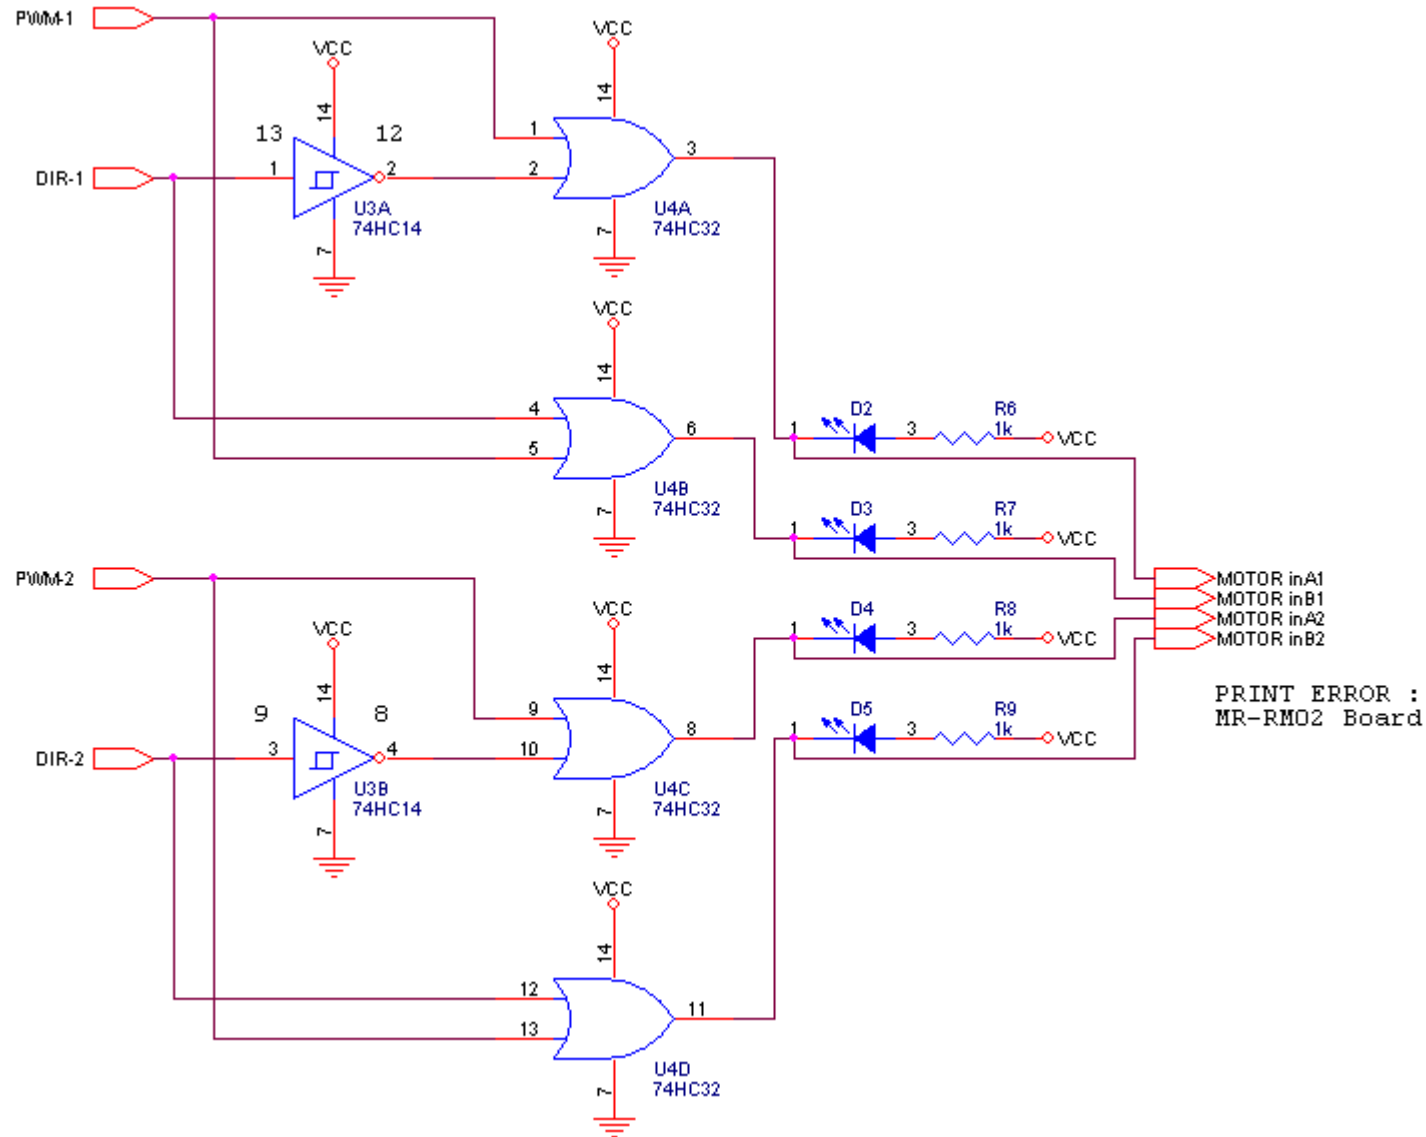 PWM-1
VCC
VCC
14
14
13
12
1
3
DIR-1
1
2
2
U3A
74HC14
U4A
74HC32
7
7
VCC
14
4
6
5
U4B
74HC32
7
D2
R6
1
3
1k
VCC
D3
R7
1
3
1k
VCC
PWM-2
MOTOR inA1
MOTOR inB1
MOTOR inA2
MOTOR inB2
VCC
VCC
D4
R8
1
3
1k
VCC
14
14
PRINT ERROR :
MR-RM02 Board
9
8
9
D5
R9
1
3
1k
VCC
8
DIR-2
3
4
10
U3B
74HC14
U4C
74HC32
7
7
VCC
14
12
11
13
U4D
74HC32
7